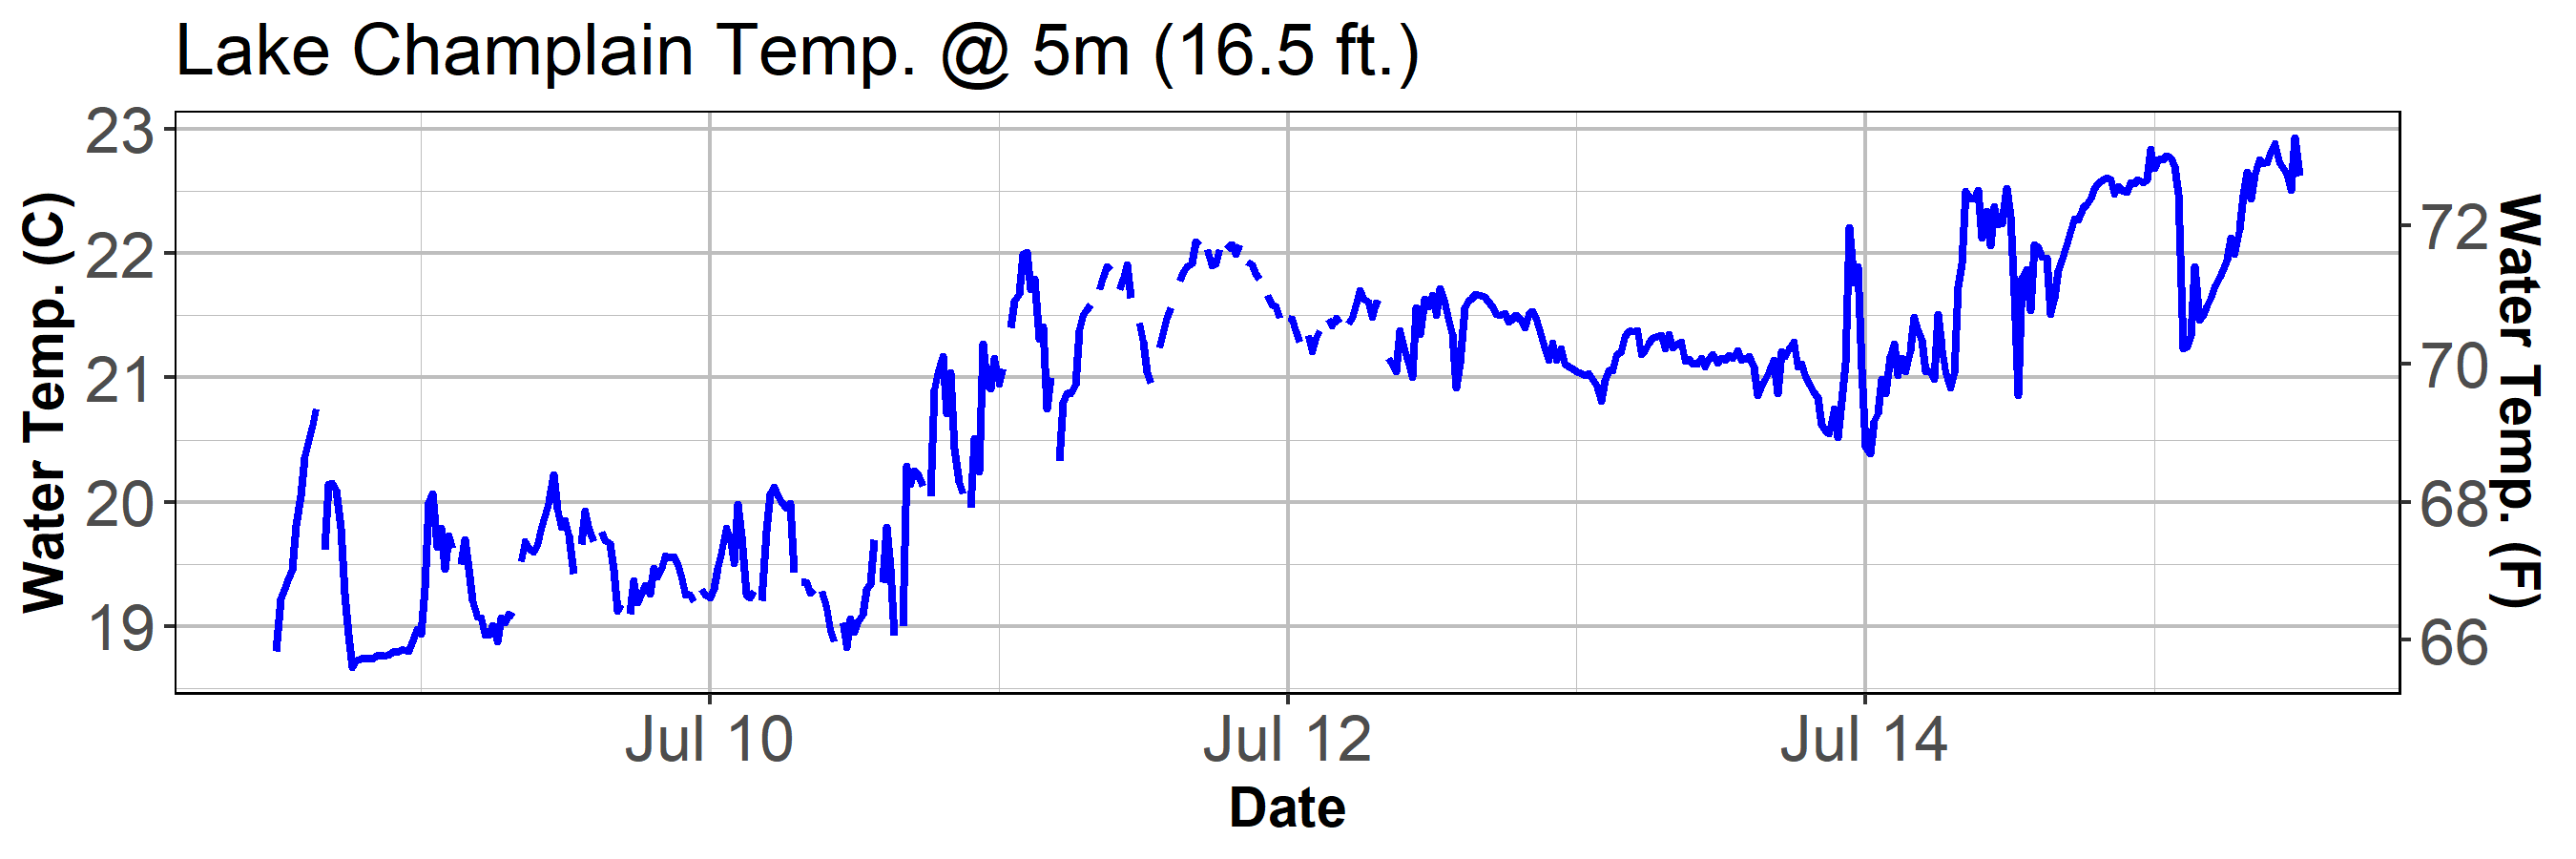 Lake Champlain Temp. @ 5m (16.5 ft.)
Water Temp. (C)
23
22
21
20
19
72
70
68
66
Water Temp. (F)
Jul 10 Jul 12 Jul 14
Date